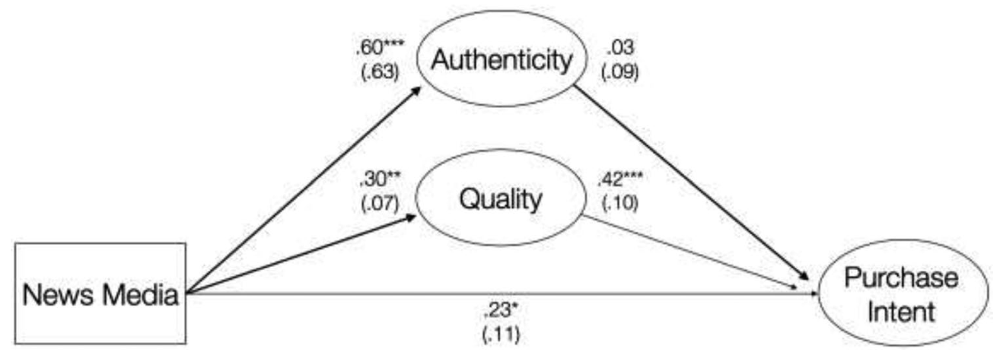 .60***
(.63)
Authenticity
.03
(.09)
.30**
(.07)
Quality
.42***
(.10)
News Media
.23*
(.11)
Purchase
Intent